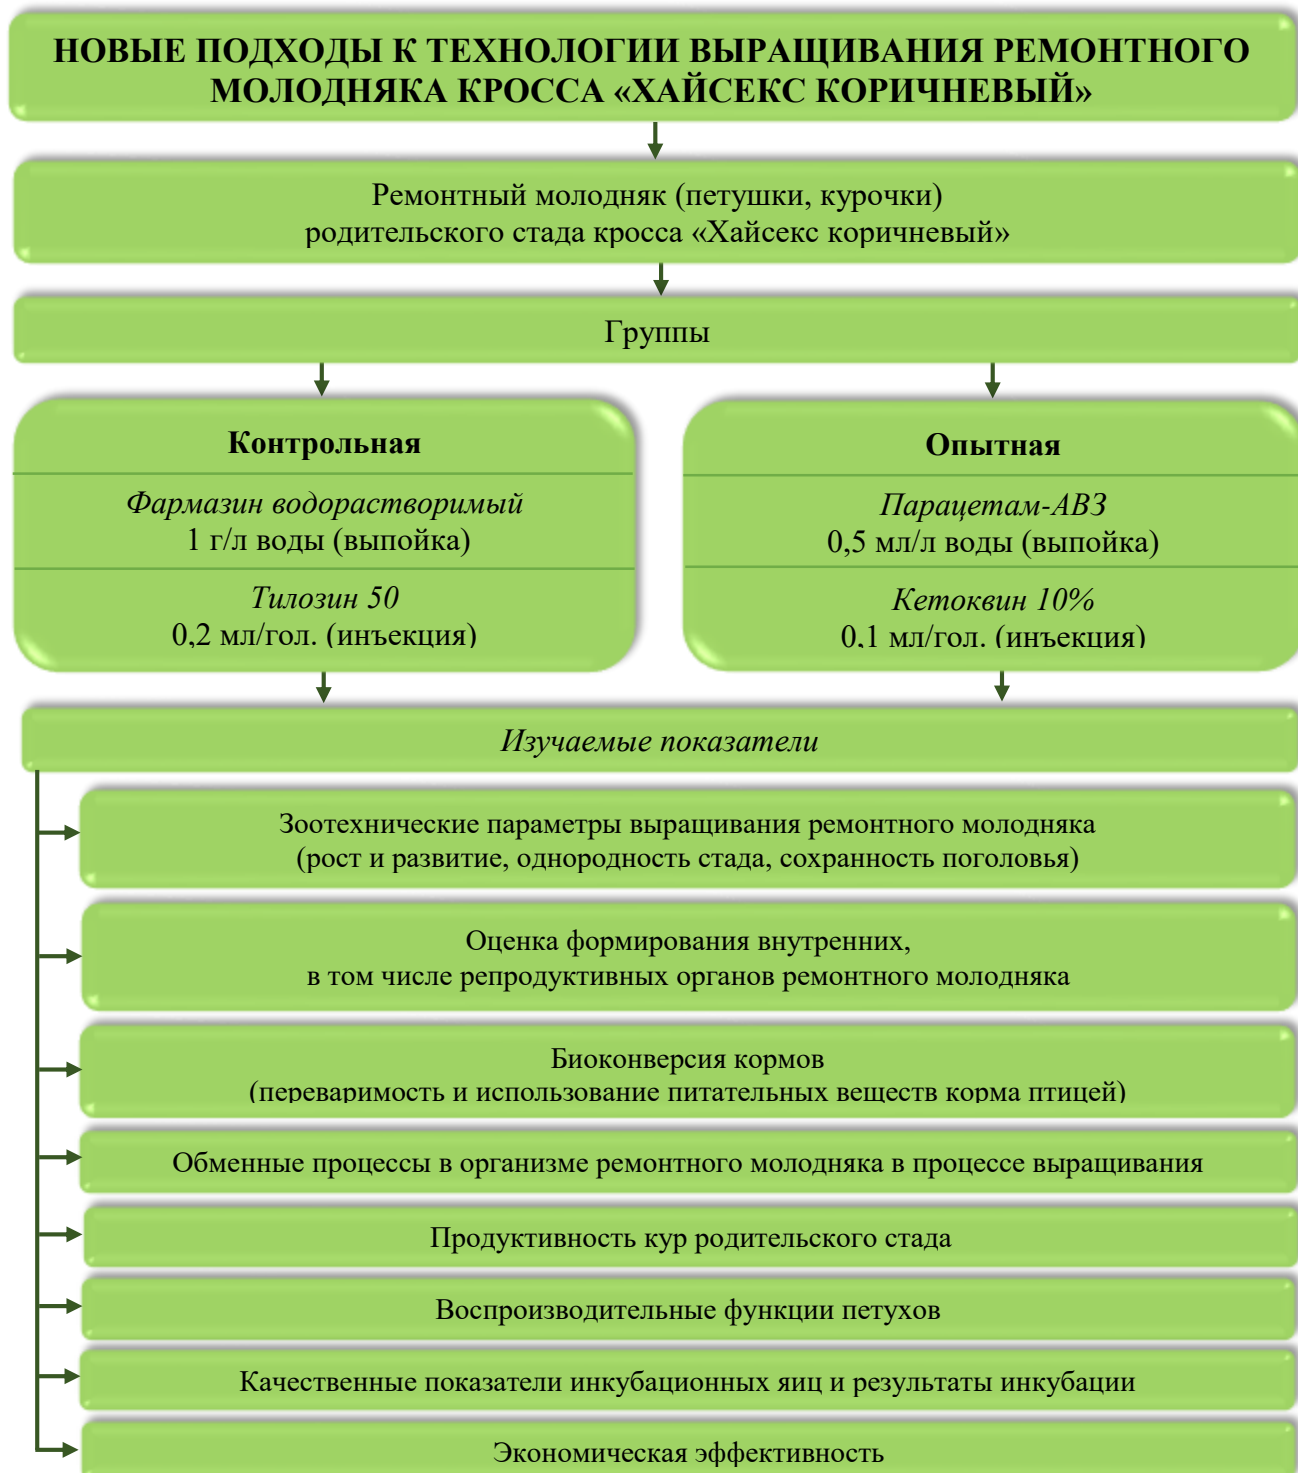 НОВЫЕ ПОДХОДЫ К ТЕХНОЛОГИИ ВЫРАЩИВАНИЯ РЕМОНТНОГО
МОЛОДНЯКА КРОССА «ХАЙСЕКС КОРИЧНЕВЫЙ»
Ремонтный молодняк (петушки, курочки)
родительского стада кросса «Хайсекс коричневый»
Группы
Контрольная
Фармазин водорастворимый
1 г/л воды (выпойка)
Тилозин 50
0,2 мл/гол. (инъекция)
Опытная
Парацетам-АВЗ
0,5 мл/л воды (выпойка)
Кетоквин 10%
0,1 мл/гол. (инъекция)
Изучаемые показатели
Зоотехнические параметры выращивания ремонтного молодняка
(рост и развитие, однородность стада, сохранность поголовья)
Оценка формирования внутренних,
в том числе репродуктивных органов ремонтного молодняка
Биоконверсия кормов
(переваримость и использование питательных веществ корма птицей)
Обменные процессы в организме ремонтного молодняка в процессе выращивания
Продуктивность кур родительского стада
Воспроизводительные функции петухов
Качественные показатели инкубационных яиц и результаты инкубации
Экономическая эффективность